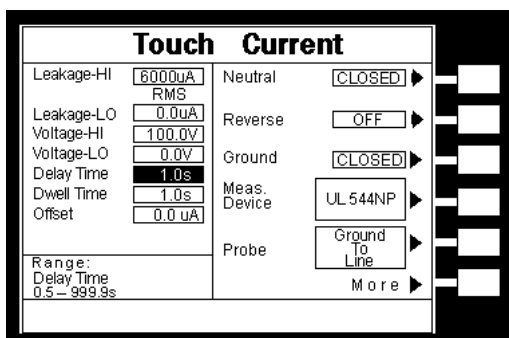 Touch Current
Leakage-HI 6000uA
RMS
Leakage-LO 0.0uA
Voltage-HI 100.0V
Voltage-LO 0.0V
Delay Time 1.0s
Dwell Time 1.0s
Offset 0.0 uA
Range:
Delay Time
0.5 – 999.9s
Neutral CLOSED
Reverse OFF
Ground CLOSED
Meas.
Device UL 544NP
Probe Ground
To
Line
More